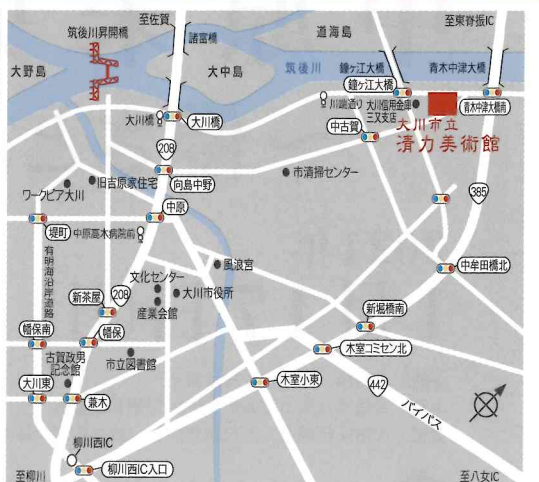 至佐賀
至東脊振IC
筑後川昇開橋
諸富橋
道海島
大野島
大中島
筑後川
鐘ヶ江大橋
青木中津大橋
鐘ヶ江大橋
川端通り
大川信用金庫
三又支店
青木中津大橋南
大川橋
大川橋
中古賀
大川市立
清力美術館
208
向島中野
市清掃センター
385
ワークピア大川
旧吉原家住宅
堤町
中原高木病院前
中原
有明海沿岸道路
風浪宮
中牟田橋北
文化センター
新茶屋
208
大川市役所
産業会館
新堀橋南
幡保南
幡保
木室コミセン北
古賀政男
記念館
市立図書館
大川東
兼木
木室小東
442
バイパス
柳川西IC
柳川西IC入口
至柳川
至八女IC